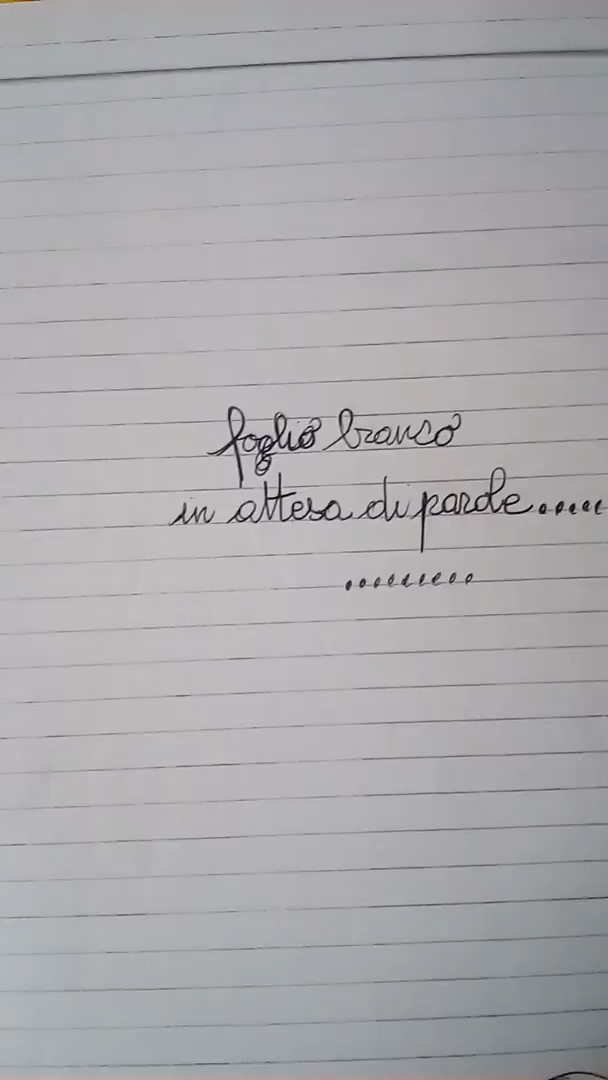 foglio bianco
in attesa di parole......
.........